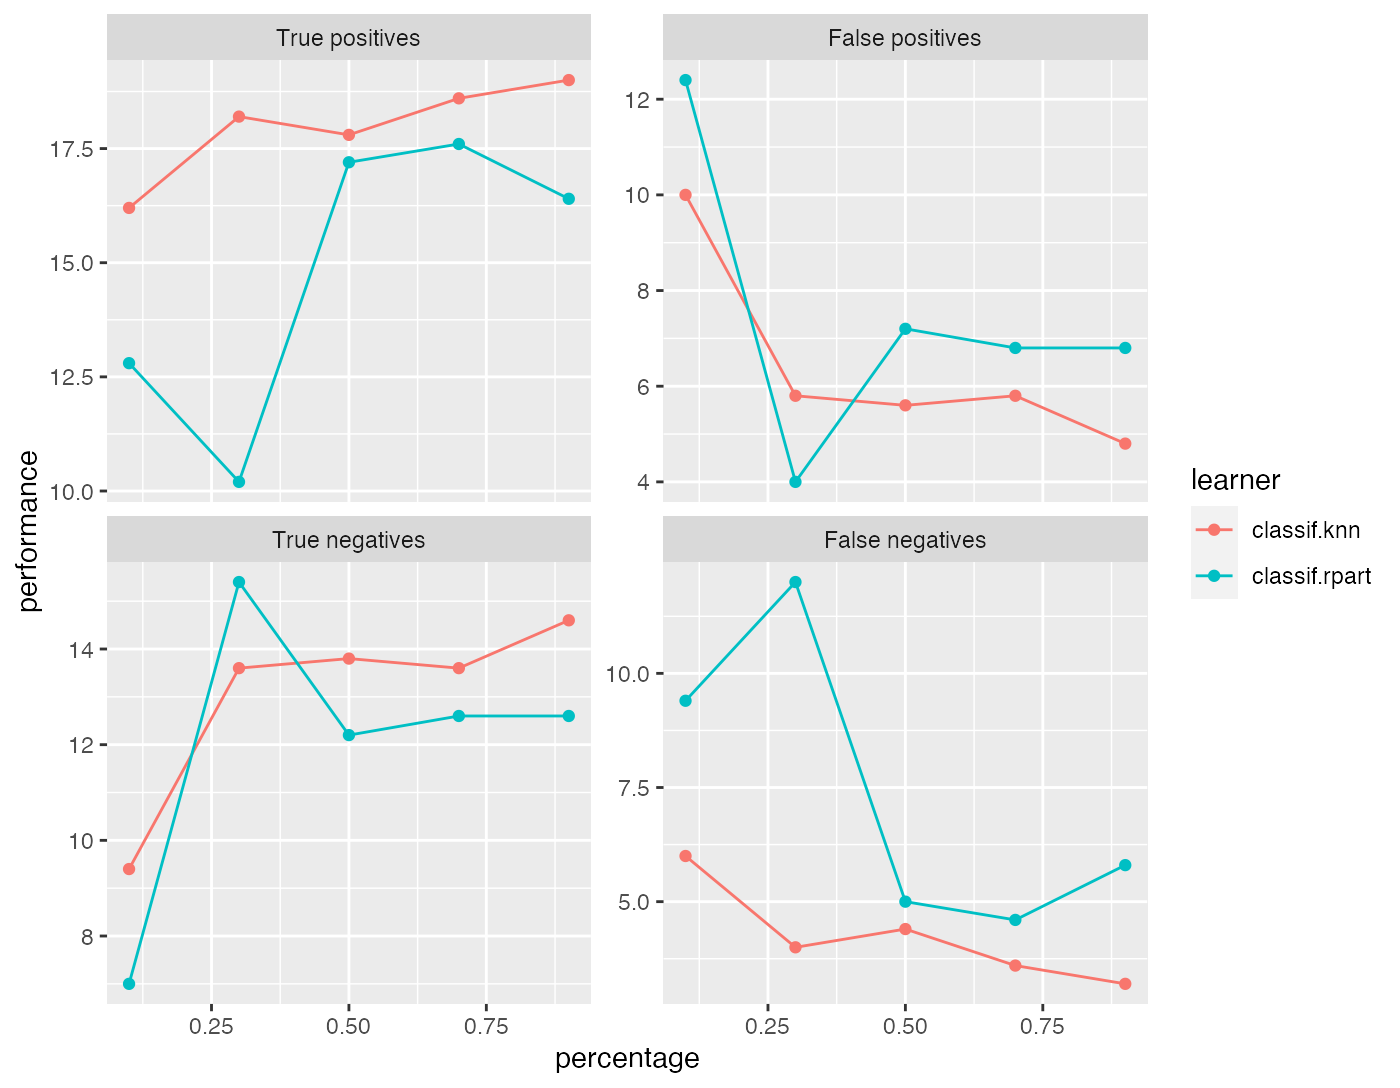 True positives
False positives
17.5
15.0
12.5
10.0
12
10
8
6
4
True negatives
False negatives
14
12
10
8
10.0
7.5
5.0
0.25
0.50
0.75
0.25
0.50
0.75
percentage
performance
learner
classif.knn
classif.rpart